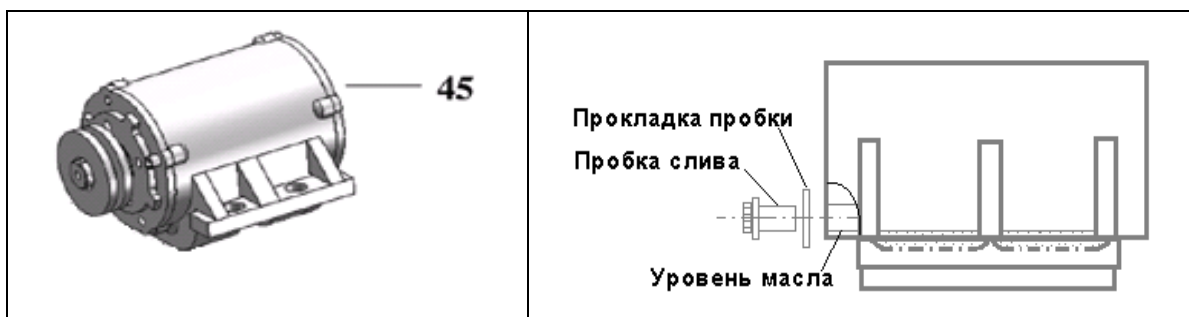 45
Прокладка пробки
Пробка слива
Уровень масла